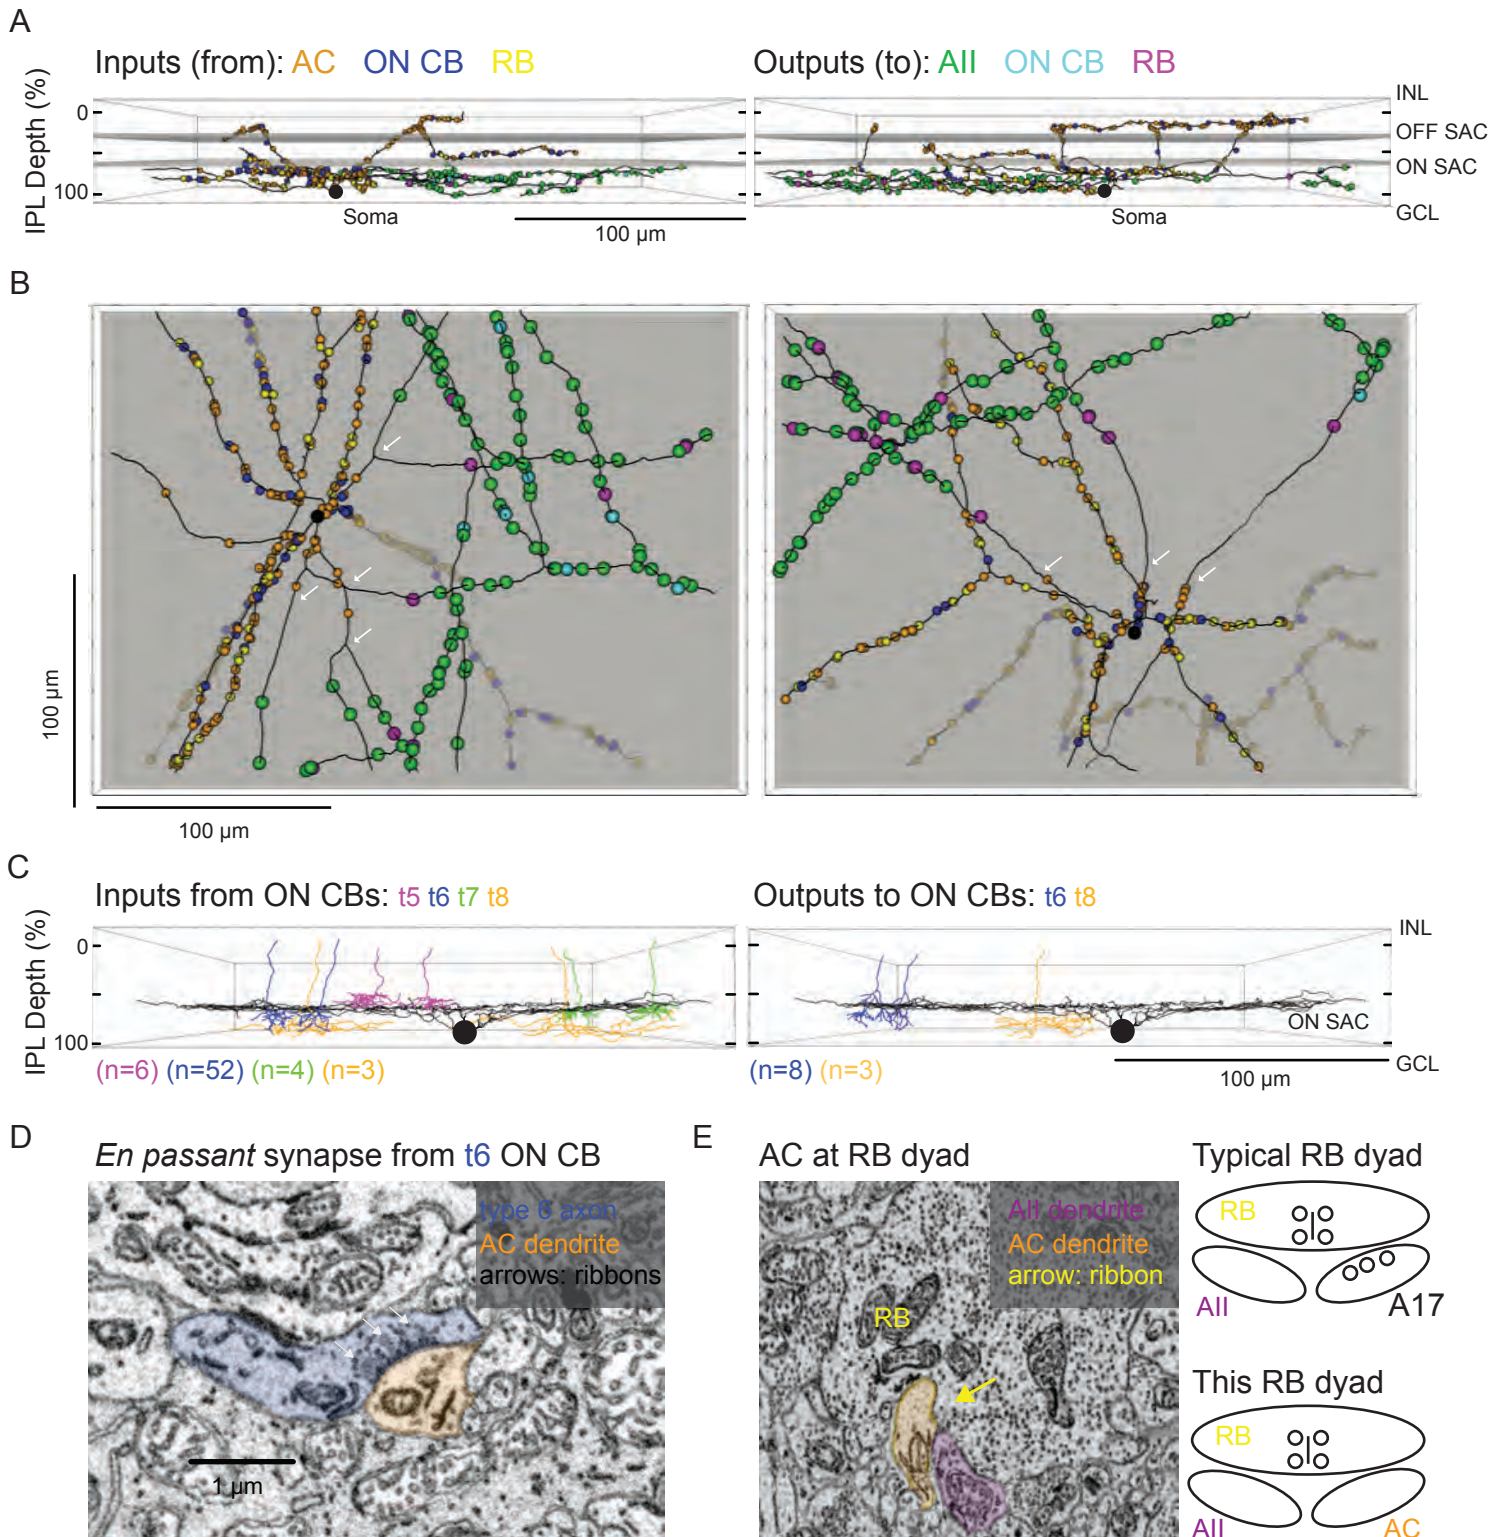 A
Inputs (from): AC ON CB RB
Outputs (to): AII ON CB RB
IPL Depth (%)
0
100
INL
OFF SAC
ON SAC
GCL
Soma
Soma
100 µm
B
100 µm
100 µm
C
Inputs from ON CBs: t5 t6 t7 t8
Outputs to ON CBs: t6 t8
IPL Depth (%)
0
100
INL
ON SAC
GCL
(n=6) (n=52) (n=4) (n=3)
(n=8) (n=3)
100 µm
D
En passant synapse from t6 ON CB
type 6 axon
AC dendrite
arrows: ribbons
1 µm
E
AC at RB dyad
AII dendrite
AC dendrite
arrow: ribbon
RB
Typical RB dyad
RB
AII
A17
This RB dyad
RB
AII
AC